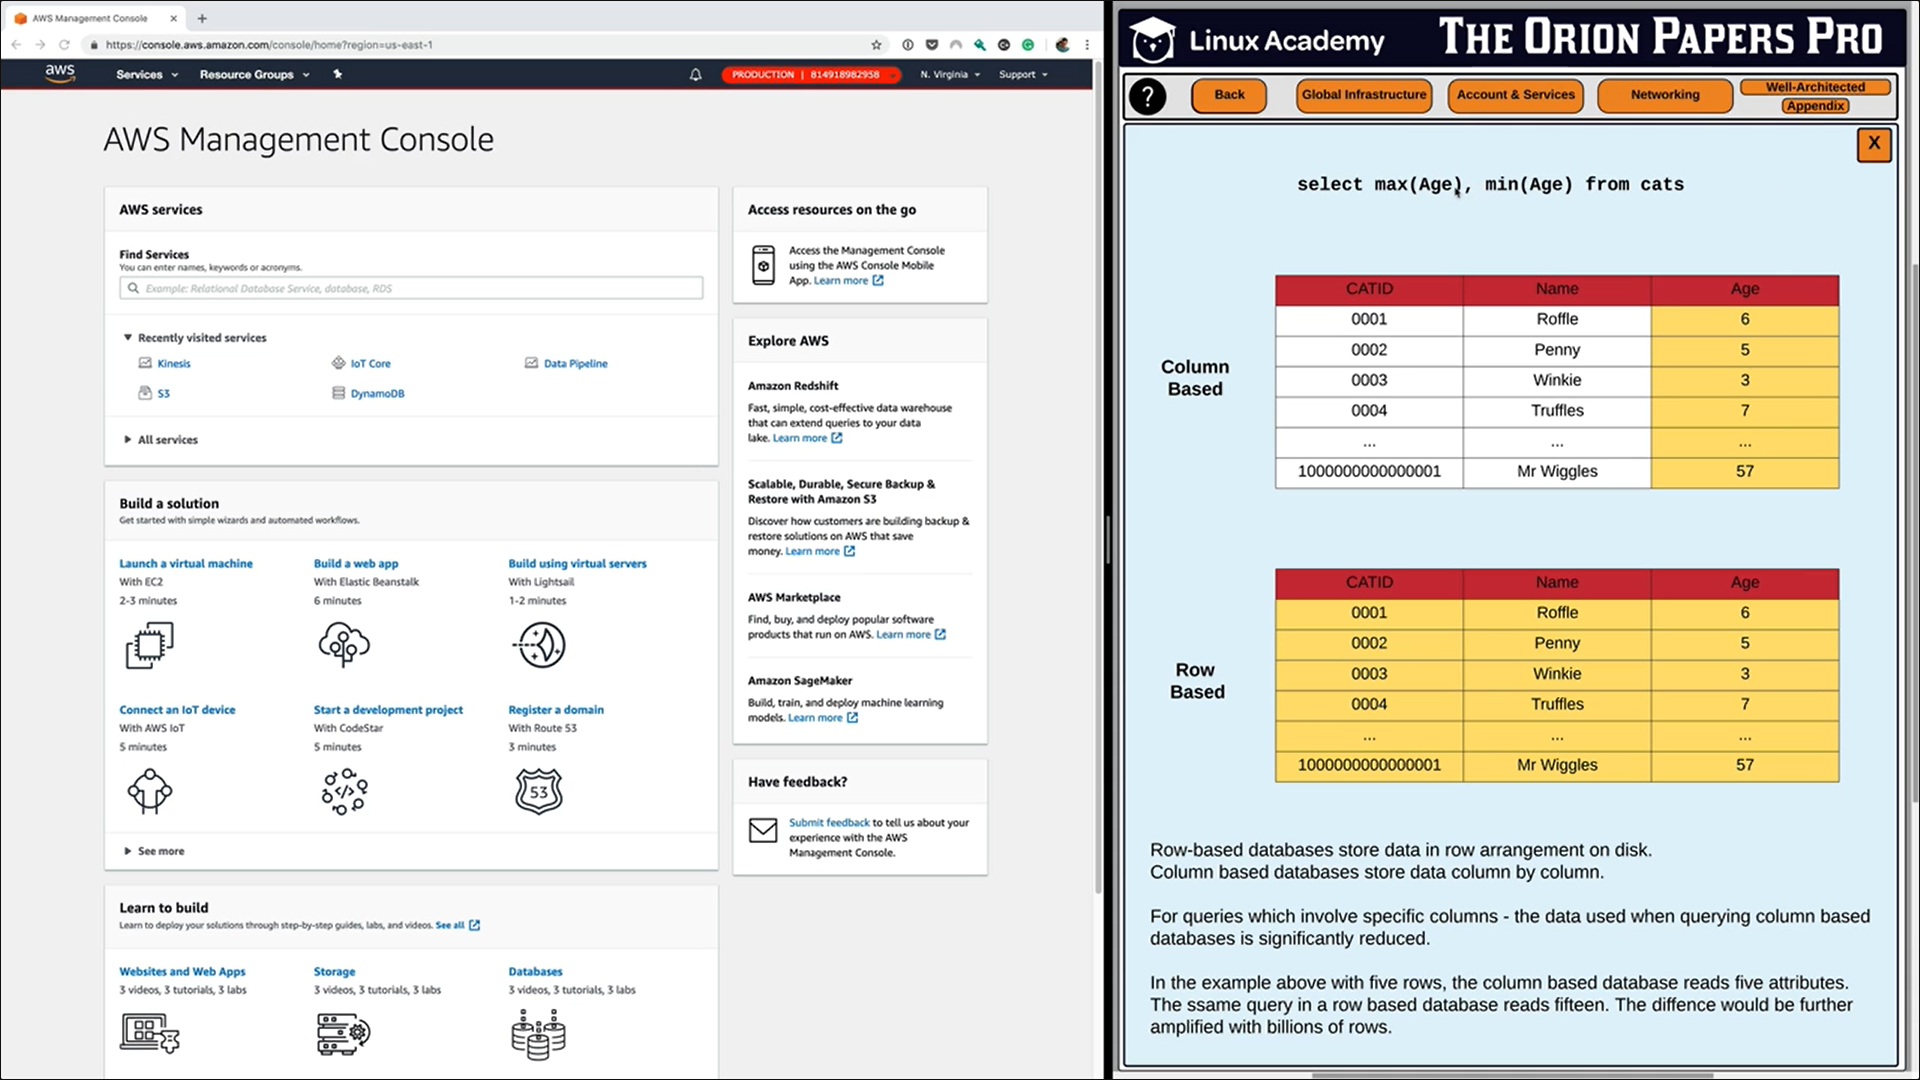 AWS Management Console
https://console.aws.amazon.com/console/home?region=us-east-1
aws
Services
Resource Groups
PRODUCTION | 814918982958
N. Virginia
Support
AWS Management Console
AWS services
Find Services
You can enter names, keywords or acronyms.
Example: Relational Database Service, database, RDS
Recently visited services
Kinesis
IoT Core
Data Pipeline
S3
DynamoDB
All services
Build a solution
Get started with simple wizards and automated workflows.
Launch a virtual machine
With EC2
2-3 minutes
Build a web app
With Elastic Beanstalk
6 minutes
Build using virtual servers
With Lightsail
1-2 minutes
Connect an IoT device
With AWS IoT
5 minutes
Start a development project
With CodeStar
5 minutes
Register a domain
With Route 53
3 minutes
53
See more
Learn to build
Learn to deploy your solutions through step-by-step guides, labs, and videos. See all
Websites and Web Apps
3 videos, 3 tutorials, 3 labs
Storage
3 videos, 3 tutorials, 3 labs
Databases
3 videos, 3 tutorials, 3 labs
Access resources on the go
Access the Management Console
using the AWS Console Mobile
App. Learn more
Explore AWS
Amazon Redshift
Fast, simple, cost-effective data warehouse
that can extend queries to your data
lake. Learn more
Scalable, Durable, Secure Backup &
Restore with Amazon S3
Discover how customers are building backup &
restore solutions on AWS that save
money. Learn more
AWS Marketplace
Find, buy, and deploy popular software
products that run on AWS. Learn more
Amazon SageMaker
Build, train, and deploy machine learning
models. Learn more
Have feedback?
Submit feedback to tell us about your
experience with the AWS
Management Console.
Linux Academy
THE ORION PAPERS PRO
?
Back
Global Infrastructure
Account & Services
Networking
Well-Architected
Appendix
X
select max(Age), min(Age) from cats
Column
Based
CATID Name Age
0001 Roffle 6
0002 Penny 5
0003 Winkie 3
0004 Truffles 7
... ... ...
1000000000000001 Mr Wiggles 57
Row
Based
CATID Name Age
0001 Roffle 6
0002 Penny 5
0003 Winkie 3
0004 Truffles 7
... ... ...
1000000000000001 Mr Wiggles 57
Row-based databases store data in row arrangement on disk.
Column based databases store data column by column.
For queries which involve specific columns - the data used when querying column based
databases is significantly reduced.
In the example above with five rows, the column based database reads five attributes.
The ssame query in a row based database reads fifteen. The diffence would be further
amplified with billions of rows.